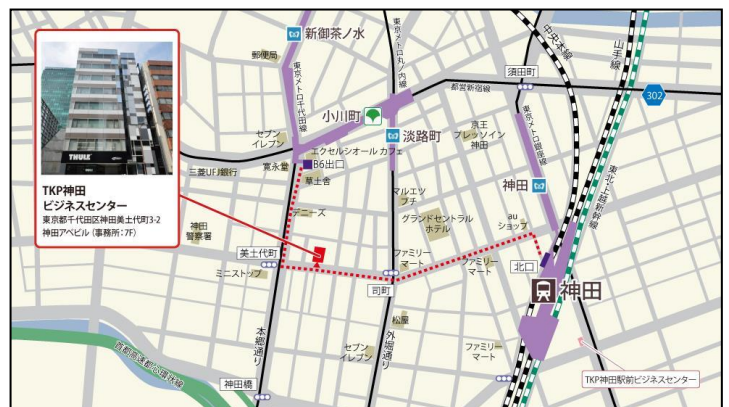 新御茶ノ水
郵便局
東京メトロ千代田線
東京メトロ丸ノ内線
都営新宿線
須田町
中央本線
山手線
302
小川町
淡路町
京王
プレッソイン
神田
東京メトロ銀座線
東北・上越新幹線
セブン
イレブン
エクセルシオール カフェ
B6出口
寛永堂
草土舎
三菱UFJ銀行
デニーズ
マルエツ
プチ
神田
グランドセントラル
ホテル
au
ショップ
THULE
TKP神田
ビジネスセンター
東京都千代田区神田美土代町3-2
神田アベビル (事務所:7F)
神田
警察署
美土代町
ミニストップ
ファミリー
マート
ファミリー
マート
北口
神田
司町
松屋
本郷通り
外堀通り
セブン
イレブン
ファミリー
マート
首都高速都心環状線
神田橋
TKP神田駅前ビジネスセンター